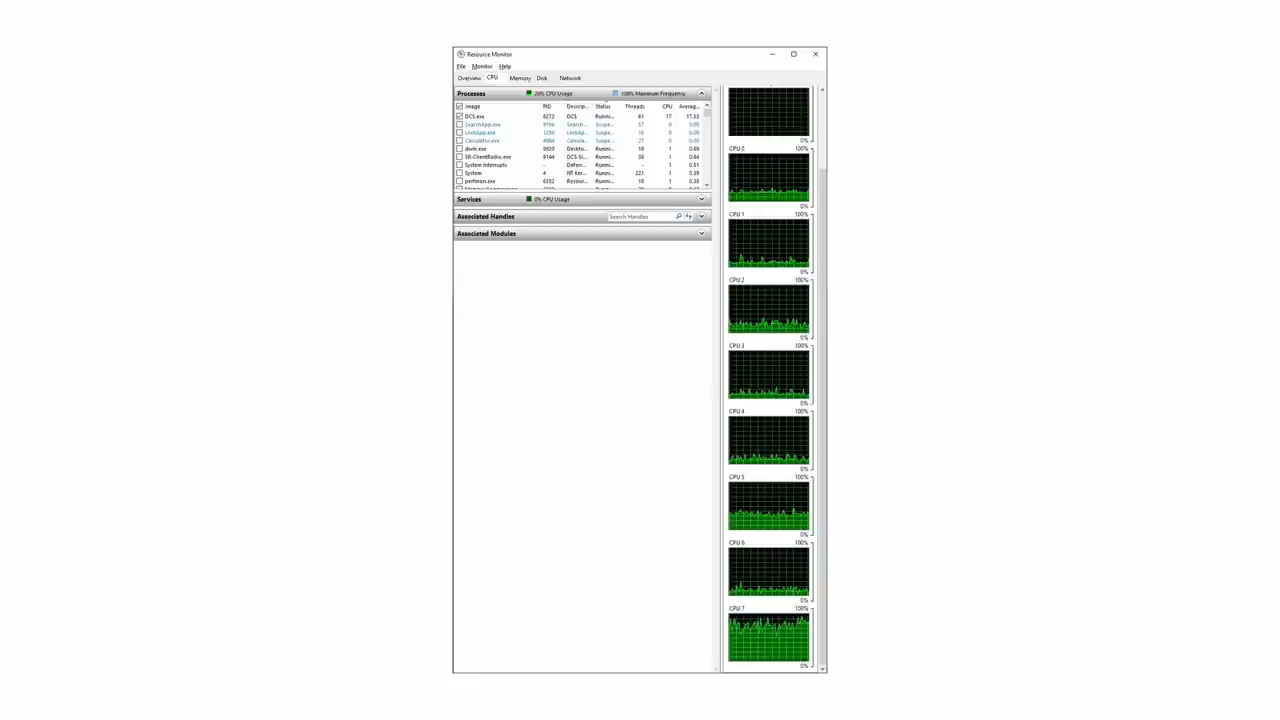 Resource Monitor
File Monitor Help
Overview CPU Memory Disk Network
Processes 26% CPU Usage 106% Maximum Frequency
Image PID Descrip... Status Threads CPU Averag...
DCS.exe 8272 DCS Runni... 61 17 17.53
SearchApp.exe 9196 Search... Suspe... 57 0 0.00
LockApp.exe 1256 LockAp... Suspe... 16 0 0.00
Calculator.exe 4984 Calcula... Suspe... 27 0 0.00
dwm.exe 9920 Deskto... Runni... 18 1 0.89
SR-ClientRadio.exe 9144 DCS-Si... Runni... 38 1 0.84
System Interrupts - Deferr... Runni... - 1 0.51
System 4 NT Ker... Runni... 221 1 0.39
perfmon.exe 6332 Resour... Runni... 18 1 0.38
Services 0% CPU Usage
Associated Handles Search Handles
Associated Modules
0%
CPU 0 100%
0%
CPU 1 100%
0%
CPU 2 100%
0%
CPU 3 100%
0%
CPU 4 100%
0%
CPU 5 100%
0%
CPU 6 100%
0%
CPU 7 100%
0%